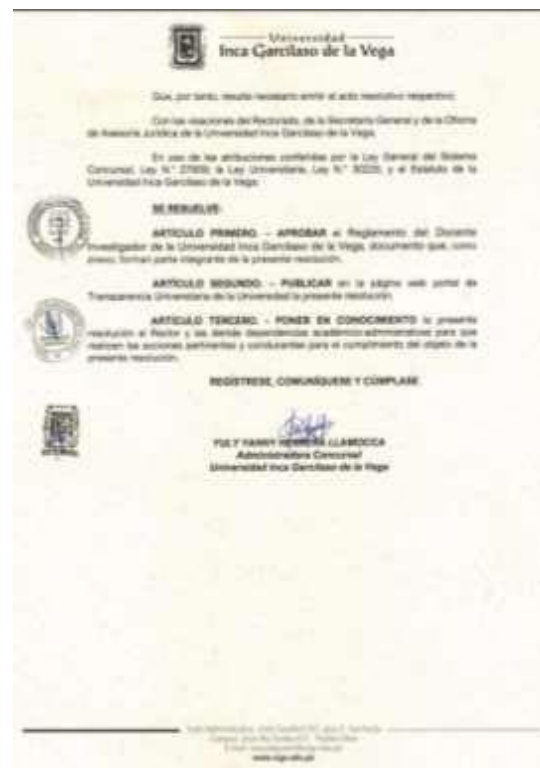 Universidad
Inca Garcilaso de la Vega
Que, por tanto, resulta necesario emitir el acto resolutivo respectivo;
Con las visaciones del Rectorado, de la Secretaría General y de la Oficina
de Asesoría Jurídica de la Universidad Inca Garcilaso de la Vega;
En uso de las atribuciones conferidas por la Ley General del Sistema
Concursal, Ley N.° 27809, la Ley Universitaria, Ley N.° 30220, y el Estatuto de la
Universidad Inca Garcilaso de la Vega;
SE RESUELVE:
ARTÍCULO PRIMERO. – APROBAR el Reglamento del Docente
Investigador de la Universidad Inca Garcilaso de la Vega, documento que, como
anexo, forman parte integrante de la presente resolución.
ARTÍCULO SEGUNDO. – PUBLICAR en la página web portal de
Transparencia Universitaria de la Universidad la presente resolución.
ARTÍCULO TERCERO. – PONER EN CONOCIMIENTO la presente
resolución al Rector y las demás dependencias académico-administrativas para que
realicen las acciones pertinentes y conducentes para el cumplimiento del objeto de la
presente resolución.
REGÍSTRESE, COMUNÍQUESE Y CÚMPLASE.
YULY FANNY HERRERA LLAMOCCA
Administradora Concursal
Universidad Inca Garcilaso de la Vega
www.uigv.edu.pe